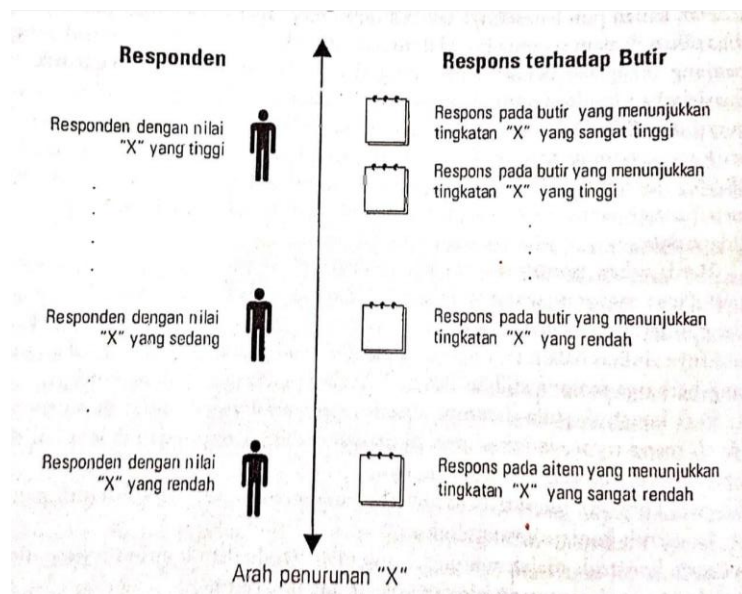 Responden
Respons terhadap Butir
Responden dengan nilai
"X" yang tinggi
Respons pada butir yang menunjukkan
tingkatan "X" yang sangat tinggi
Respons pada butir yang menunjukkan
tingkatan "X" yang tinggi
Responden dengan nilai
"X" yang sedang
Respons pada butir yang menunjukkan
tingkatan "X" yang rendah
Responden dengan nilai
"X" yang rendah
Respons pada aitem yang menunjukkan
tingkatan "X" yang sangat rendah
Arah penurunan "X"